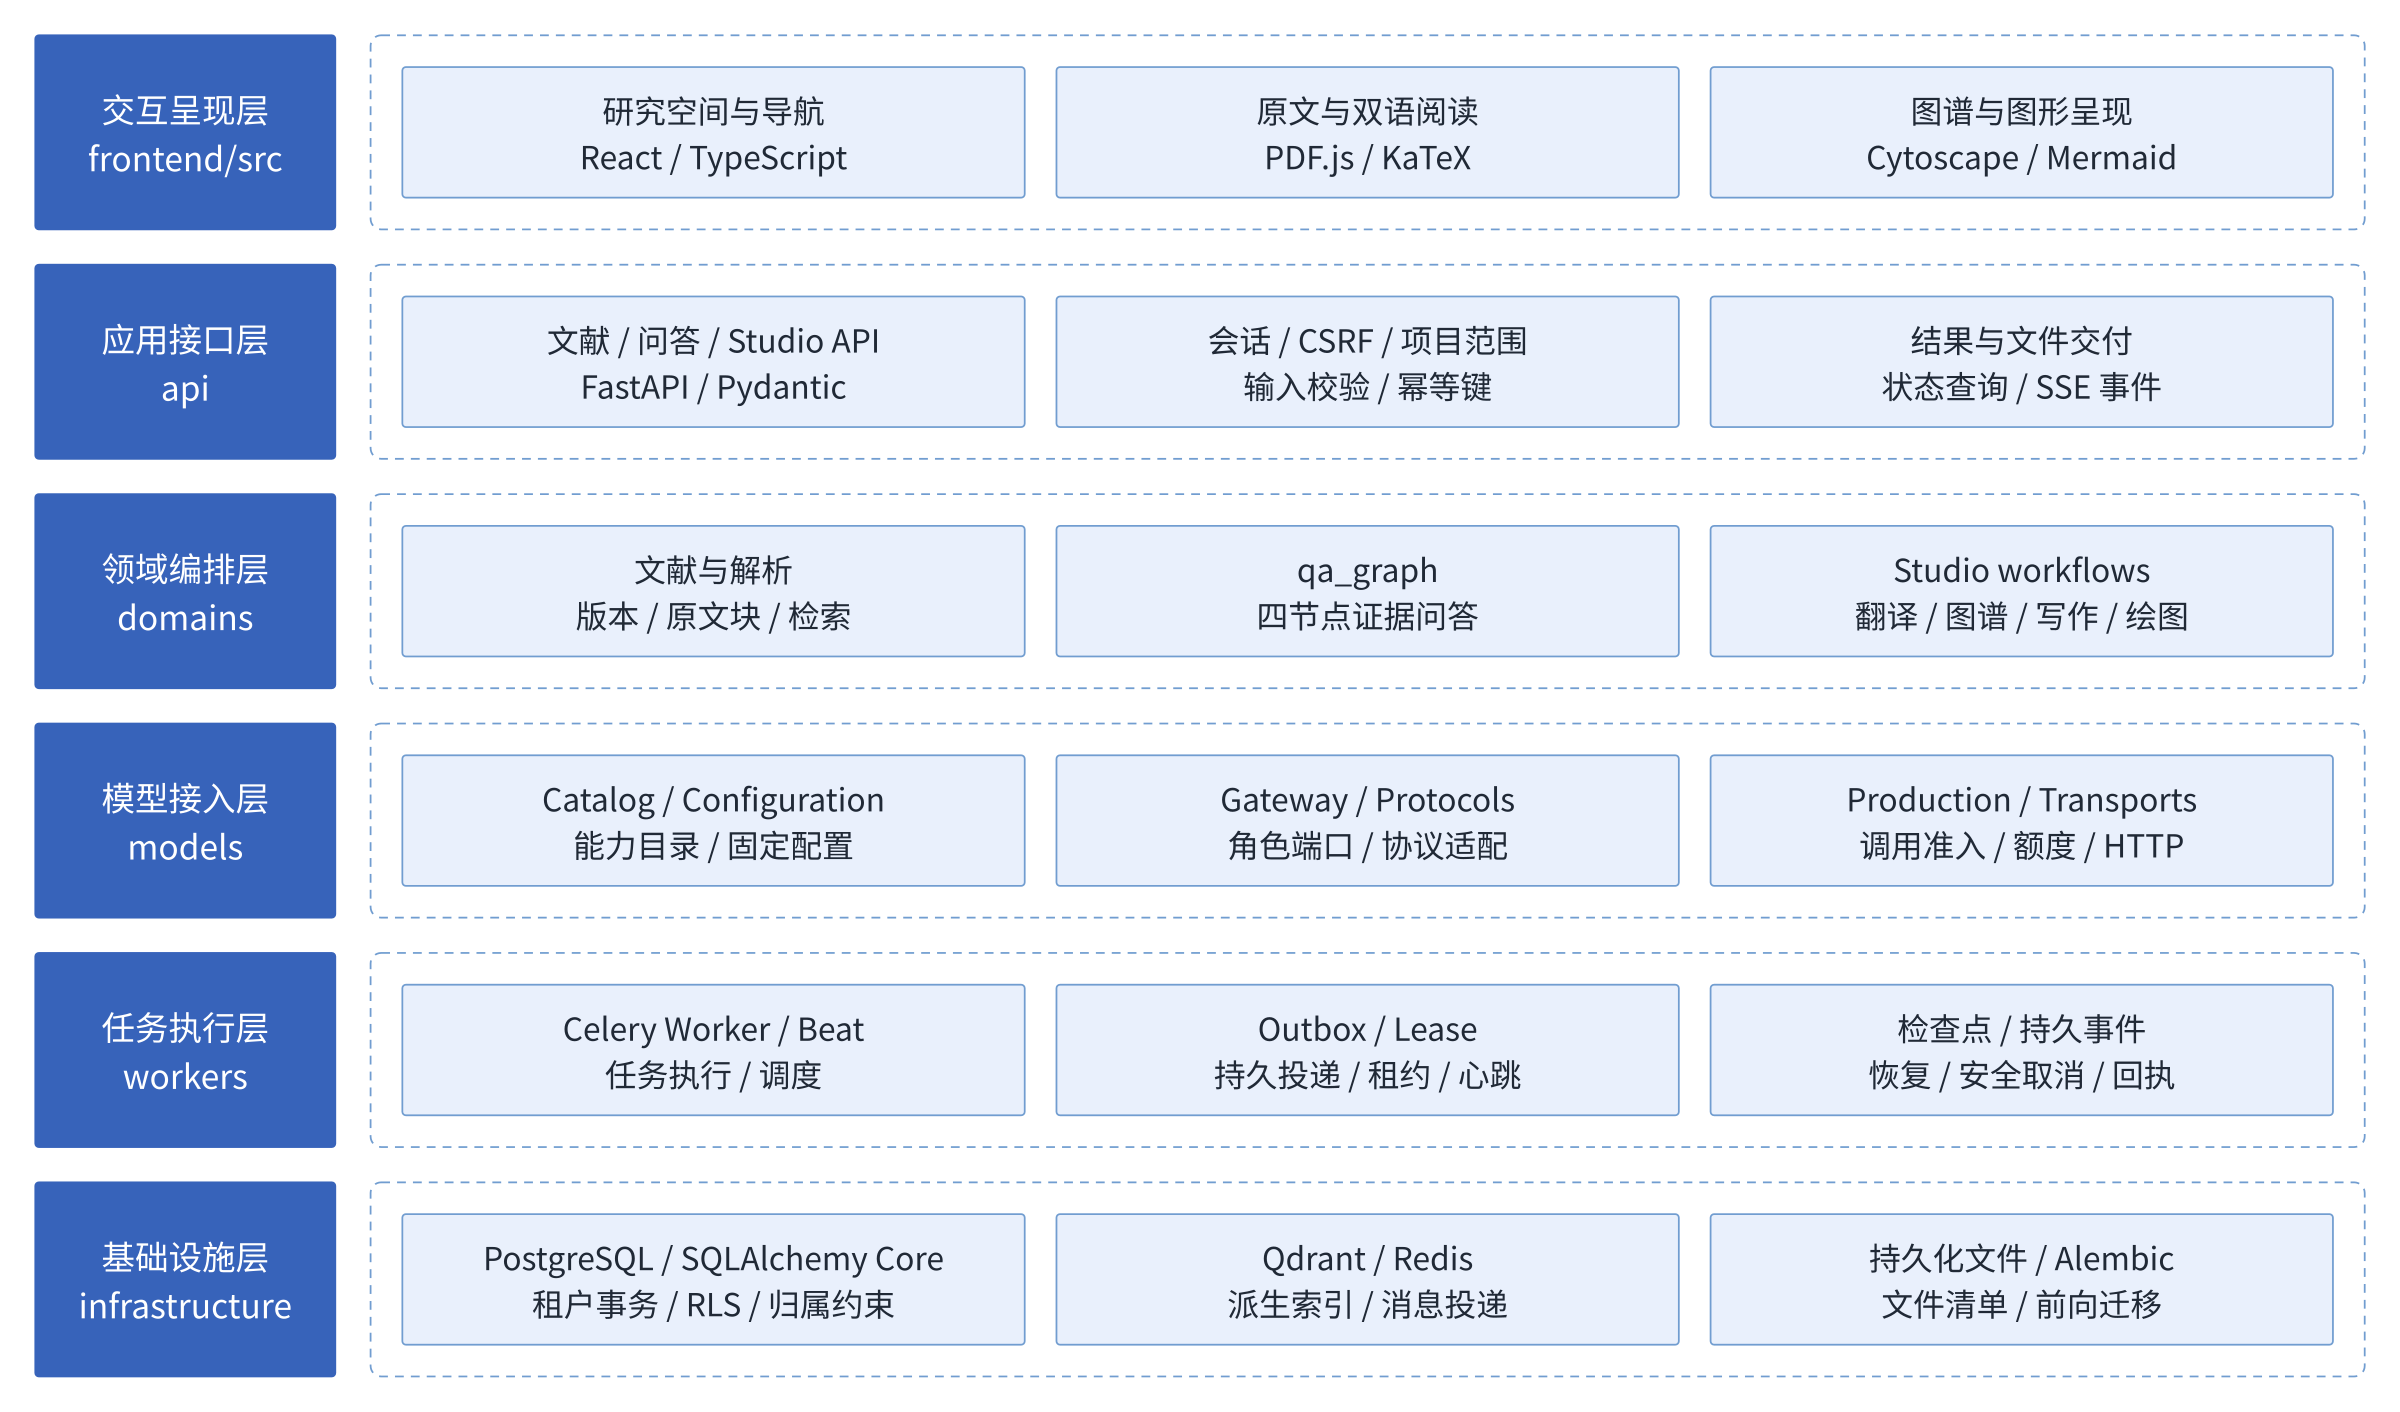 交互呈现层
frontend/src
研究空间与导航
React / TypeScript
原文与双语阅读
PDF.js / KaTeX
图谱与图形呈现
Cytoscape / Mermaid
应用接口层
api
文献 / 问答 / Studio API
FastAPI / Pydantic
会话 / CSRF / 项目范围
输入校验 / 幂等键
结果与文件交付
状态查询 / SSE 事件
领域编排层
domains
文献与解析
版本 / 原文块 / 检索
qa_graph
四节点证据问答
Studio workflows
翻译 / 图谱 / 写作 / 绘图
模型接入层
models
Catalog / Configuration
能力目录 / 固定配置
Gateway / Protocols
角色端口 / 协议适配
Production / Transports
调用准入 / 额度 / HTTP
任务执行层
workers
Celery Worker / Beat
任务执行 / 调度
Outbox / Lease
持久投递 / 租约 / 心跳
检查点 / 持久事件
恢复 / 安全取消 / 回执
基础设施层
infrastructure
PostgreSQL / SQLAlchemy Core
租户事务 / RLS / 归属约束
Qdrant / Redis
派生索引 / 消息投递
持久化文件 / Alembic
文件清单 / 前向迁移